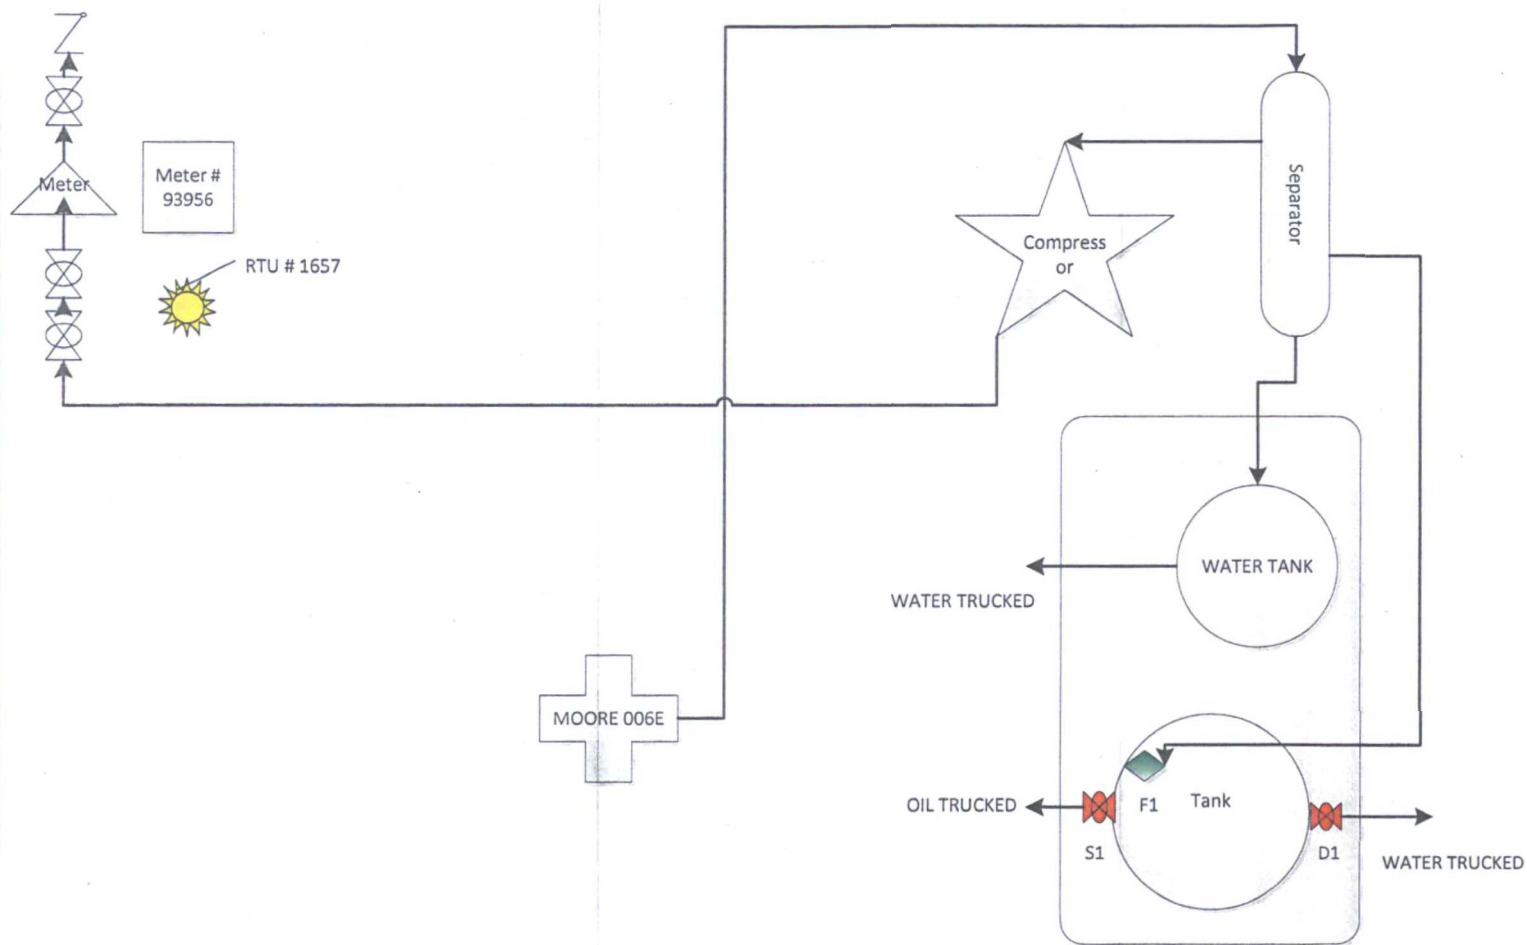 Meter
Meter #
93956
RTU # 1657
Compress
or
Separator
WATER TANK
WATER TRUCKED
MOORE 006E
OIL TRUCKED
F1
Tank
S1
D1
WATER TRUCKED